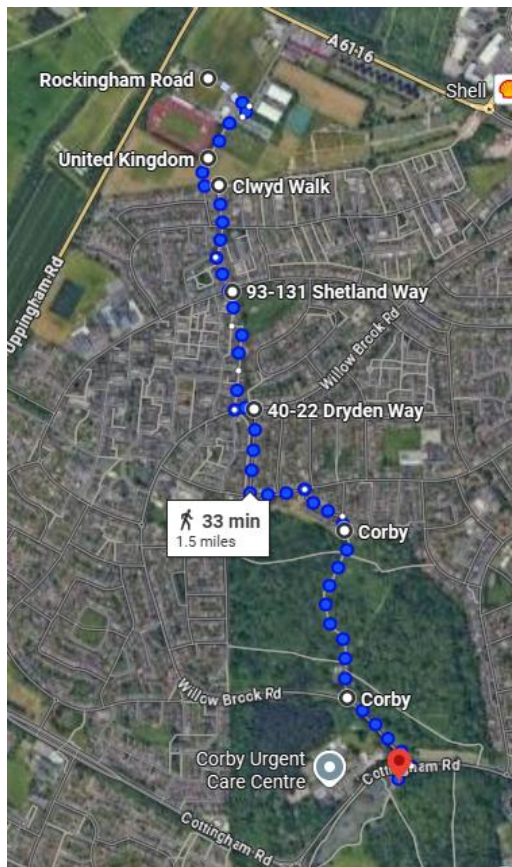 A6116
Rockingham Road
Shell
United Kingdom
Clwyd Walk
Uppingham Rd
93-131 Shetland Way
Willow Brook Rd
40-22 Dryden Way
33 min
1.5 miles
Corby
Willow Brook Rd
Corby
Corby Urgent
Care Centre
Cottingham Rd
Cottingham Rd